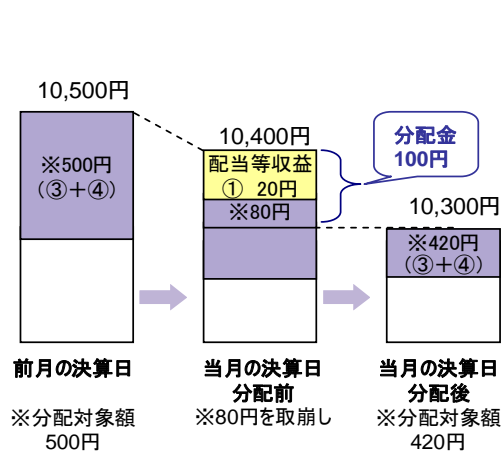 10,500円
※500円
（③＋④）
前月の決算日
※分配対象額
500円
10,400円
配当等収益
① 20円
※80円
当月の決算日
分配前
※80円を取崩し
分配金
100円
10,300円
※420円
（③＋④）
当月の決算日
分配後
※分配対象額
420円